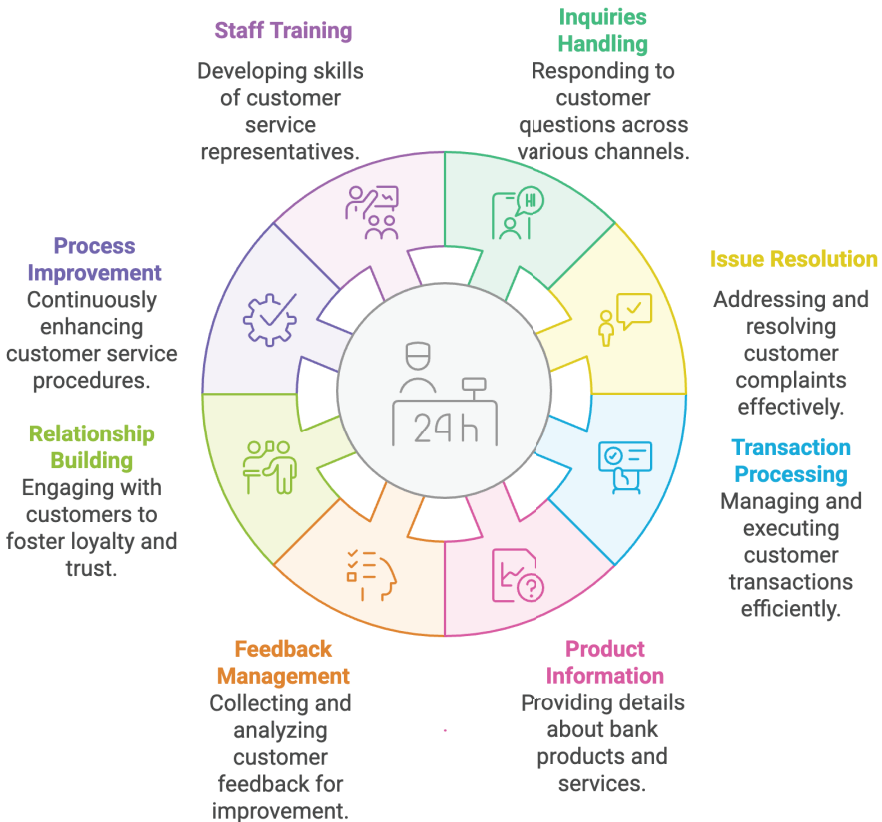 Staff Training
Developing skills
of customer
service
representatives.
Inquiries
Handling
Responding to
customer
questions across
various channels.
HI
Process
Improvement
Continuously
enhancing
customer service
procedures.
Issue Resolution
Addressing and
resolving
customer
complaints
effectively.
24h
Relationship
Building
Engaging with
customers to
foster loyalty and
trust.
Transaction
Processing
Managing and
executing
customer
transactions
efficiently.
?
Feedback
Management
Collecting and
analyzing
customer
feedback for
improvement.
Product
Information
Providing details
about bank
products and
services.